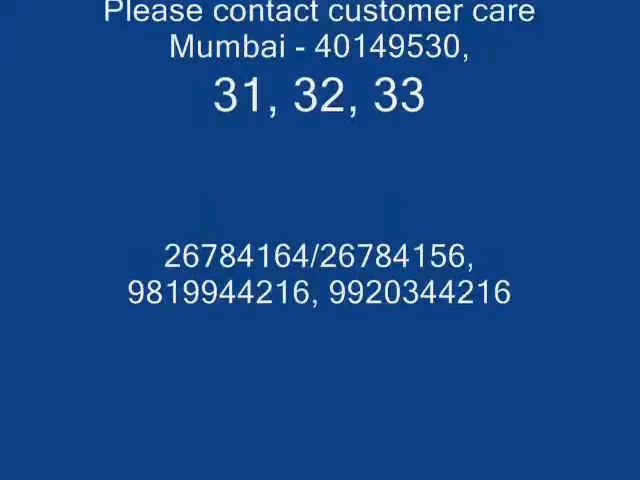 Please contact customer care
Mumbai - 40149530,
31, 32, 33
26784164/26784156,
9819944216, 9920344216